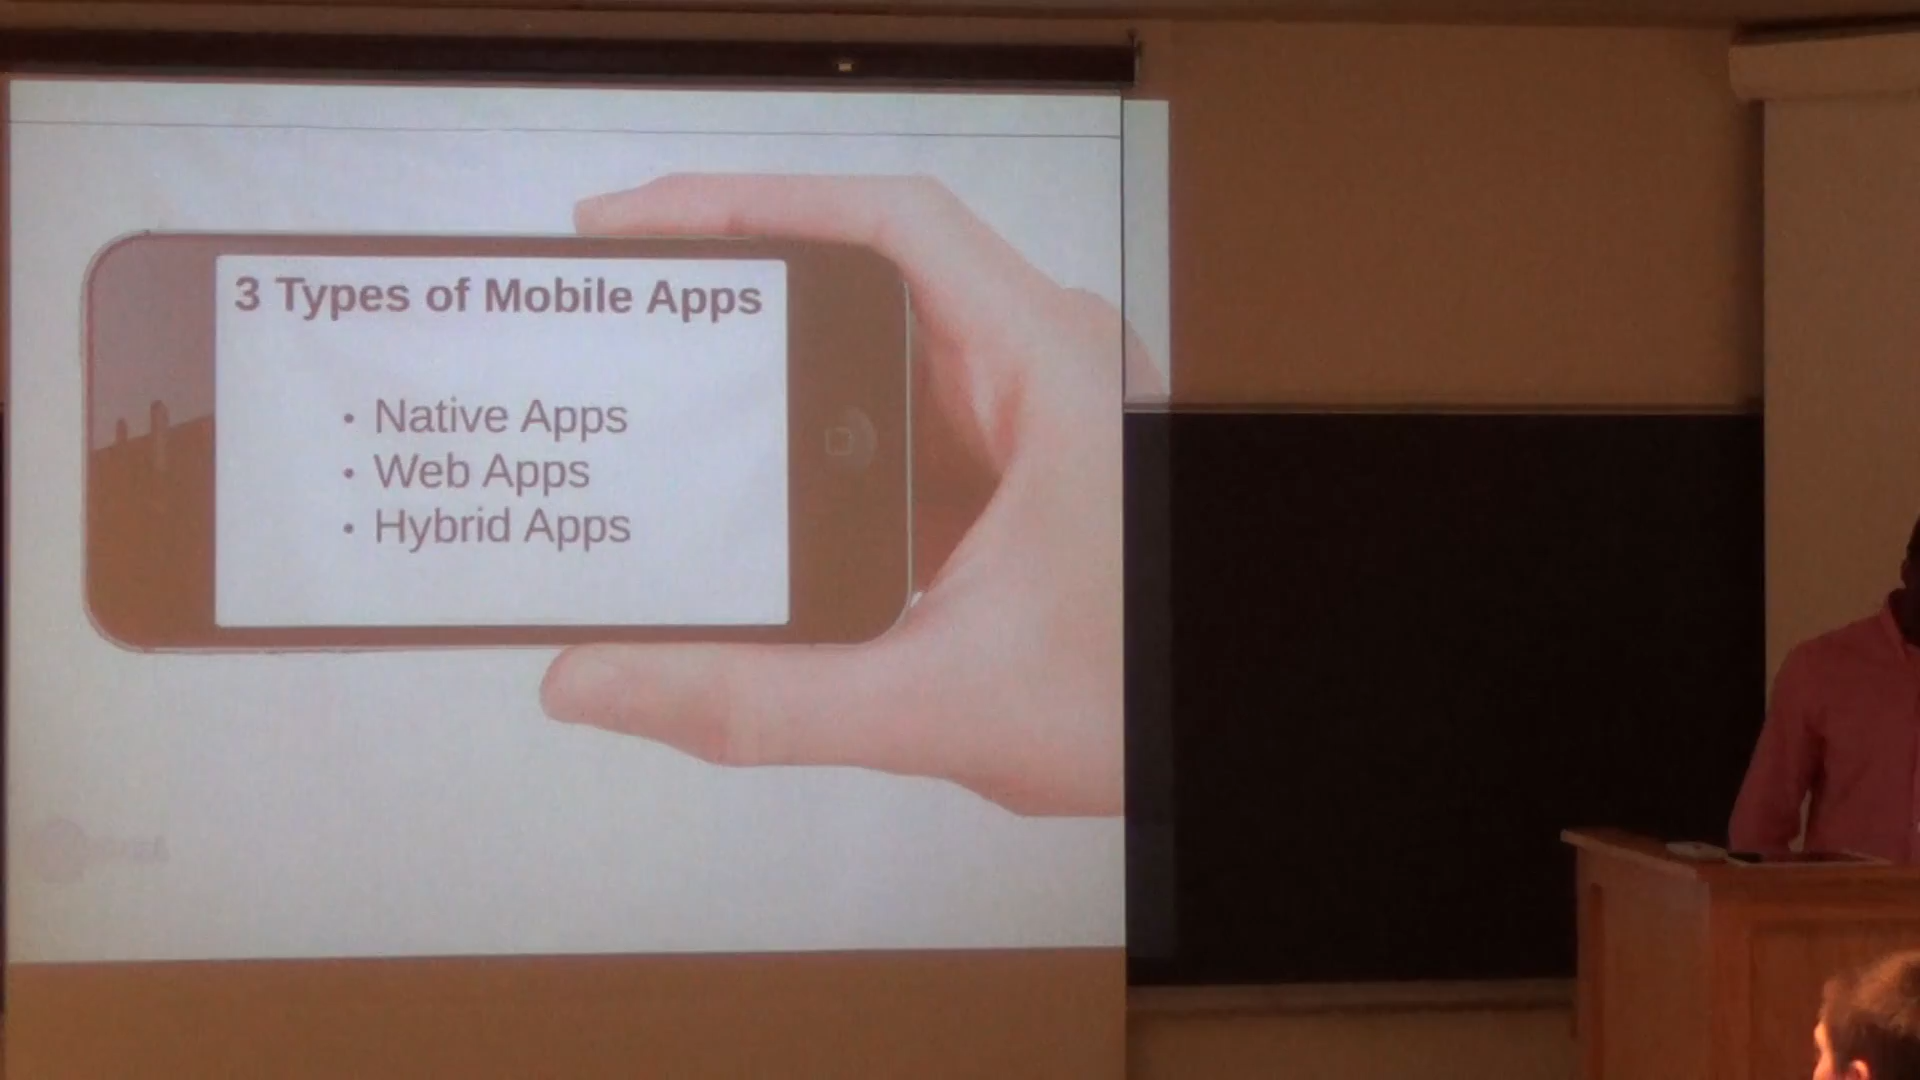 3 Types of Mobile Apps
• Native Apps
• Web Apps
• Hybrid Apps